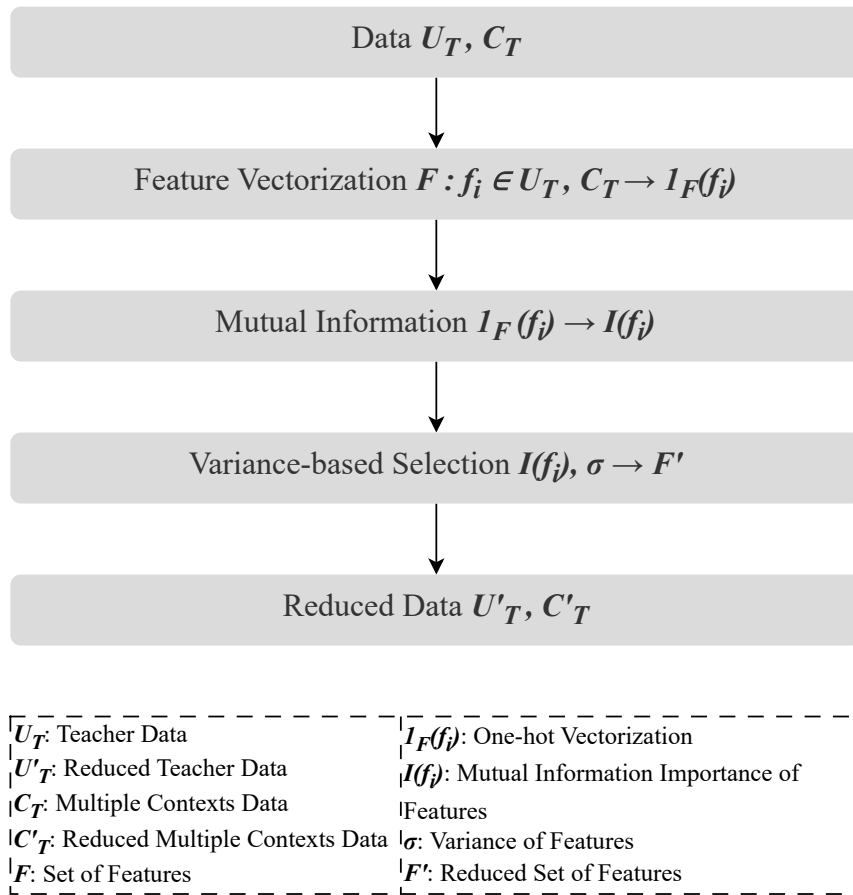 Data U_T, C_T
Feature Vectorization F : f_i ∈ U_T, C_T → 1_F(f_i)
Mutual Information 1_F(f_i) → I(f_i)
Variance-based Selection I(f_i), σ → F'
Reduced Data U'_T, C'_T
U_T: Teacher Data
U'_T: Reduced Teacher Data
C_T: Multiple Contexts Data
C'_T: Reduced Multiple Contexts Data
F: Set of Features
1_F(f_i): One-hot Vectorization
I(f_i): Mutual Information Importance of
Features
σ: Variance of Features
F': Reduced Set of Features